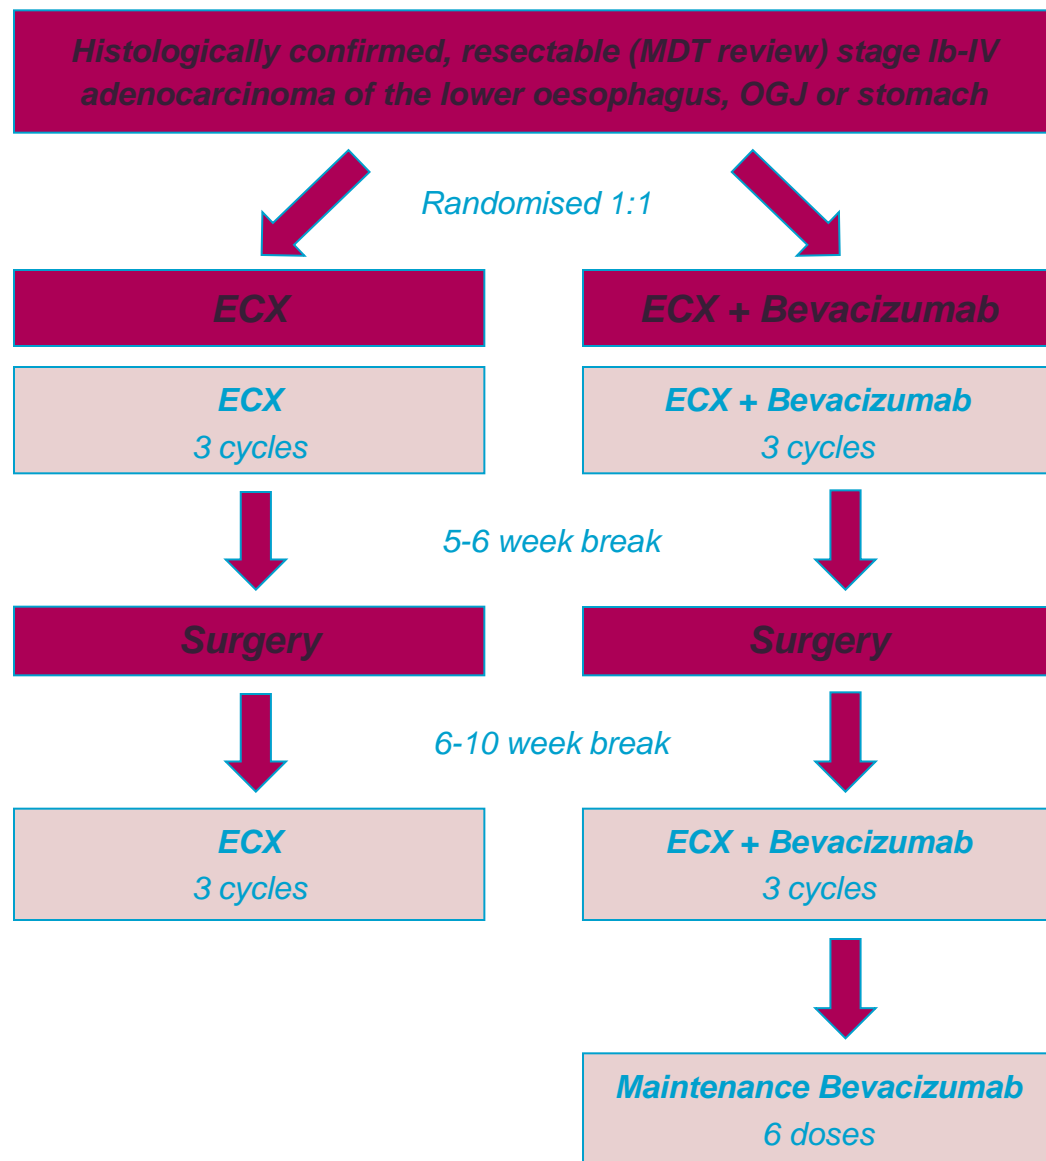 Histologically confirmed, resectable (MDT review) stage Ib-IV
adenocarcinoma of the lower oesophagus, OGJ or stomach
Randomised 1:1
ECX
ECX + Bevacizumab
ECX
3 cycles
ECX + Bevacizumab
3 cycles
5-6 week break
Surgery
Surgery
6-10 week break
ECX
3 cycles
ECX + Bevacizumab
3 cycles
Maintenance Bevacizumab
6 doses